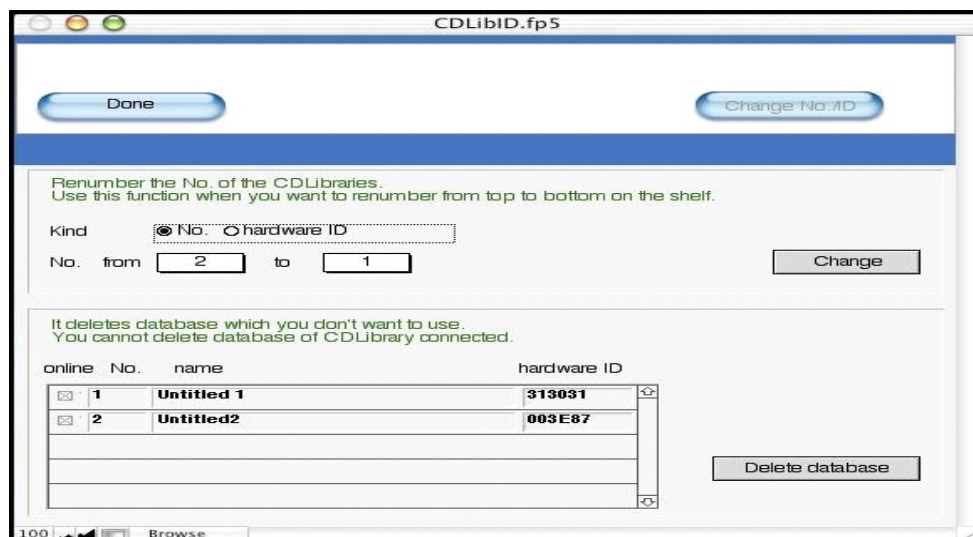 CDLibID.fp5
Done
Change No./ID
Renumber the No. of the CDLibraries.
Use this function when you want to renumber from top to bottom on the shelf.
Kind No. hardware ID
No. from 2 to 1
Change
It deletes database which you don't want to use.
You cannot delete database of CDLibrary connected.
online No. name hardware ID
1 Untitled 1 313031
2 Untitled2 003E87
Delete database
100 Browse